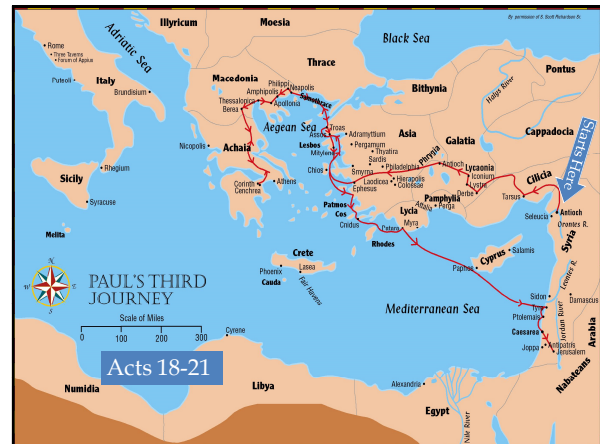 By permission of S. Scott Richardson Sr.
Illyricum
Moesia
Black Sea
Adriatic Sea
Rome
Three Taverns
Forum of Appius
Puteoli
Italy
Brundisium
Thrace
Macedonia
Philippi
Neapolis
Amphipolis
Thessalonica
Apollonia
Berea
Samothrace
Bithynia
Pontus
Halys River
Cappadocia
Starts Here
Aegean Sea
Troas
Assos
Adramyttium
Lesbos
Pergamum
Mitylene
Thyatira
Asia
Galatia
Nicopolis
Achaia
Chios
Sardis
Smyrna
Philadelphia
Phrygia
Antioch
Lycaonia
Iconium
Cilicia
Rhegium
Sicily
Athens
Corinth
Cenchrea
Laodicea
Hierapolis
Ephesus
Colossae
Lystra
Derbe
Tarsus
Pamphylia
Attalia
Perga
Syracuse
Patmos
Cos
Cnidus
Lycia
Myra
Patara
Rhodes
Seleucia
Antioch
Orontes R.
Syria
Melita
Crete
Phoenix
Lasea
Cauda
Fair Havens
Cyprus
Salamis
Paphos
Leontes R.
N
W
E
S
PAUL'S THIRD
JOURNEY
Scale of Miles
0
100
200
300
Mediterranean Sea
Sidon
Damascus
Tyre
Ptolemais
Caesarea
Jordan River
Joppa
Antipatris
Jerusalem
Arabia
Nabateans
Cyrene
Acts 18-21
Numidia
Libya
Alexandria
Egypt
Nile River